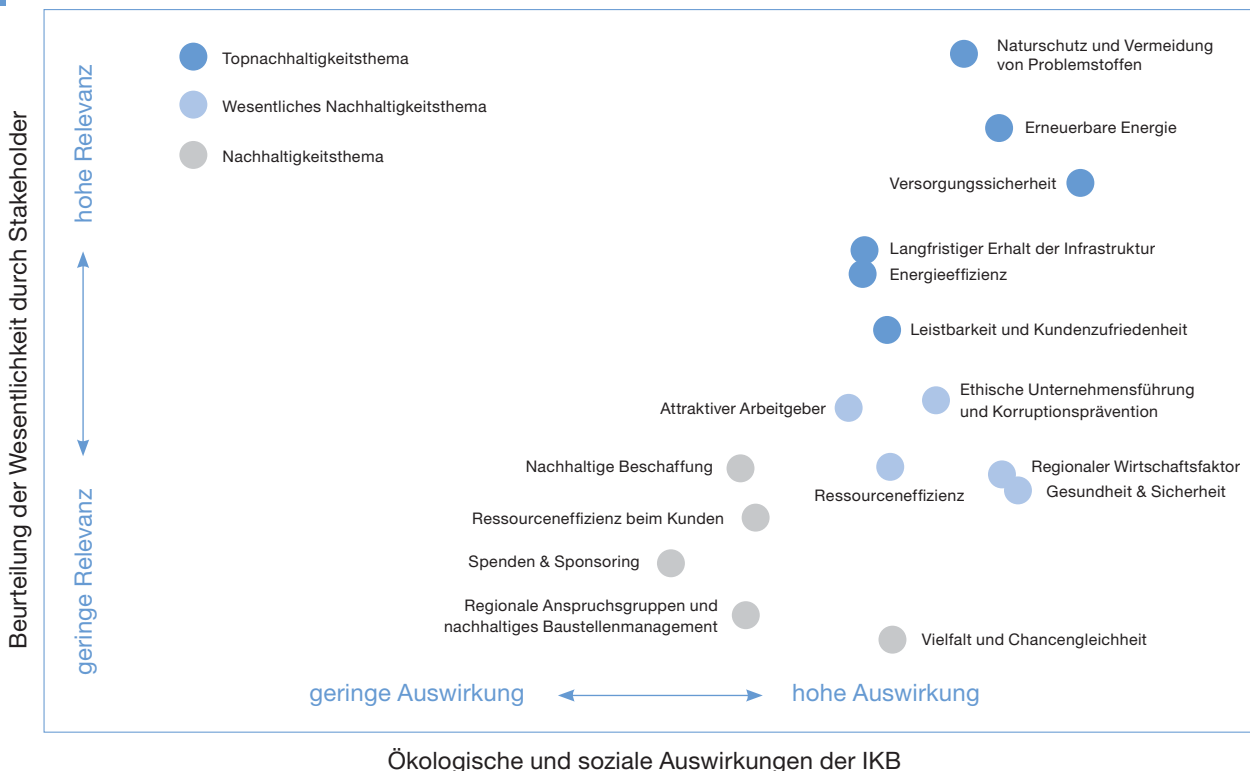 Beurteilung der Wesentlichkeit durch Stakeholder
hohe Relevanz
geringe Relevanz
Topnachhaltigkeitsthema
Wesentliches Nachhaltigkeitsthema
Nachhaltigkeitsthema
Naturschutz und Vermeidung
von Problemstoffen
Erneuerbare Energie
Versorgungssicherheit
Langfristiger Erhalt der Infrastruktur
Energieeffizienz
Leistbarkeit und Kundenzufriedenheit
Attraktiver Arbeitgeber
Ethische Unternehmensführung
und Korruptionsprävention
Nachhaltige Beschaffung
Ressourceneffizienz
Regionaler Wirtschaftsfaktor
Gesundheit & Sicherheit
Ressourceneffizienz beim Kunden
Spenden & Sponsoring
Regionale Anspruchsgruppen und
nachhaltiges Baustellenmanagement
Vielfalt und Chancengleichheit
geringe Auswirkung
hohe Auswirkung
Ökologische und soziale Auswirkungen der IKB